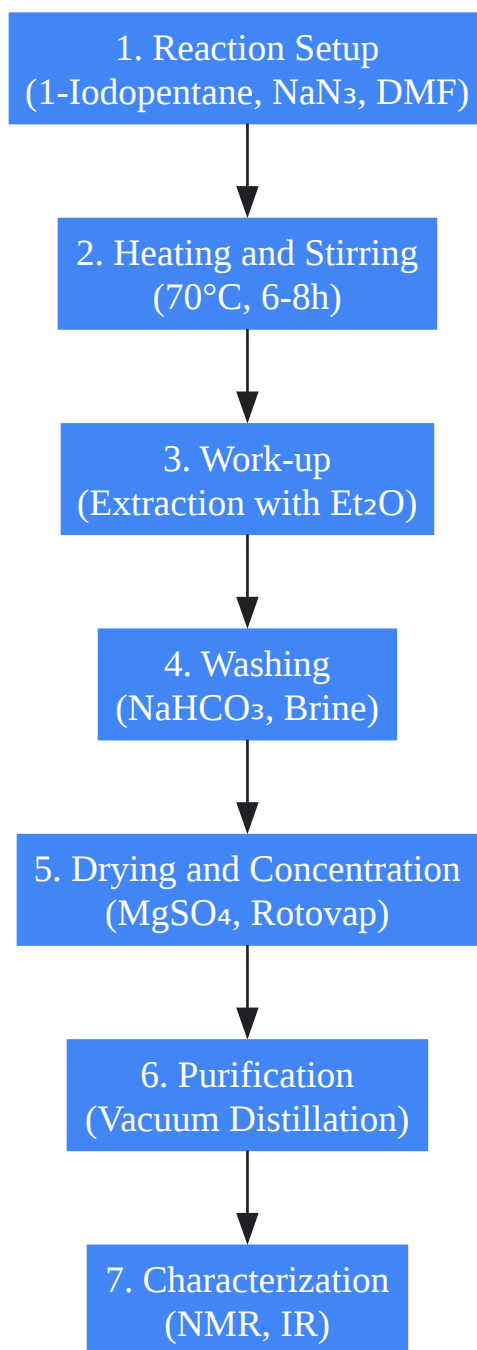 1. Reaction Setup
(1-Iodopentane, NaN₃, DMF)
2. Heating and Stirring
(70°C, 6-8h)
3. Work-up
(Extraction with Et₂O)
4. Washing
(NaHCO₃, Brine)
5. Drying and Concentration
(MgSO₄, Rotovap)
6. Purification
(Vacuum Distillation)
7. Characterization
(NMR, IR)